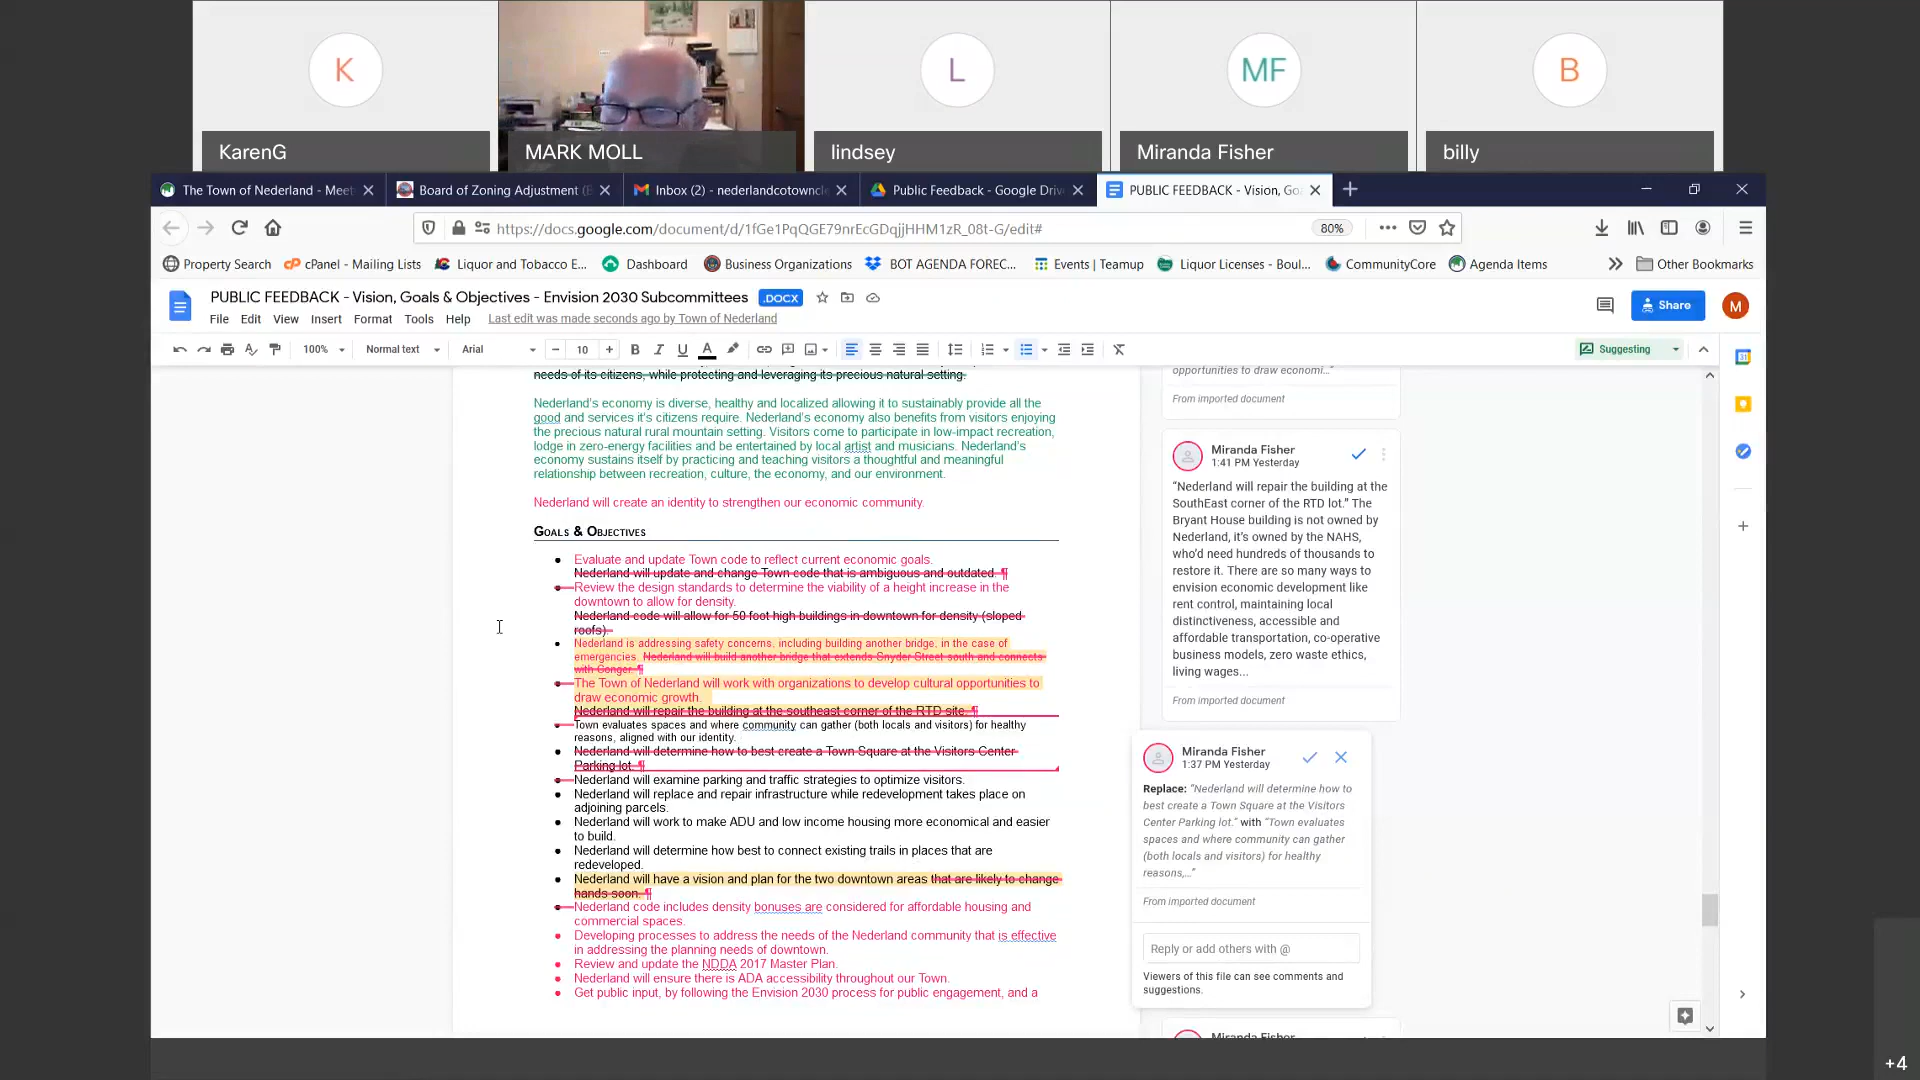 K
L
MF
B
KarenG
MARK MOLL
lindsey
Miranda Fisher
billy
The Town of Nederland - Meet
Board of Zoning Adjustment (B
Inbox (2) - nederlandcotowncle
Public Feedback - Google Driv
PUBLIC FEEDBACK - Vision, Go
https://docs.google.com/document/d/1fGe1PqQGE79nrEcGDqjjHHM1zR_08t-G/edit#
80%
Property Search
cPanel - Mailing Lists
Liquor and Tobacco E...
Dashboard
Business Organizations
BOT AGENDA FOREC...
Events | Teamup
Liquor Licenses - Boul...
CommunityCore
Agenda Items
Other Bookmarks
PUBLIC FEEDBACK - Vision, Goals & Objectives - Envision 2030 Subcommittees
.DOCX
Share
M
File Edit View Insert Format Tools Help
Last edit was made seconds ago by Town of Nederland
100% Normal text Arial 10 B I U A
Suggesting
needs of its citizens, while protecting and leveraging its precious natural setting.
Nederland's economy is diverse, healthy and localized allowing it to sustainably provide all the
good and services it's citizens require. Nederland's economy also benefits from visitors enjoying
the precious natural rural mountain setting. Visitors come to participate in low-impact recreation,
lodge in zero-energy facilities and be entertained by local artist and musicians. Nederland's
economy sustains itself by practicing and teaching visitors a thoughtful and meaningful
relationship between recreation, culture, the economy, and our environment.
Nederland will create an identity to strengthen our economic community.
GOALS & OBJECTIVES
Evaluate and update Town code to reflect current economic goals.
Nederland will update and change Town code that is ambiguous and outdated. ¶
Review the design standards to determine the viability of a height increase in the
downtown to allow for density.
Nederland code will allow for 50 foot high buildings in downtown for density (sloped
roofs).
Nederland is addressing safety concerns, including building another bridge, in the case of
emergencies. Nederland will build another bridge that extends Snyder Street south and connects
with Conger. ¶
The Town of Nederland will work with organizations to develop cultural opportunities to
draw economic growth.
Nederland will repair the building at the southeast corner of the RTD site. ¶
Town evaluates spaces and where community can gather (both locals and visitors) for healthy
reasons, aligned with our identity.
Nederland will determine how to best create a Town Square at the Visitors Center
Parking lot. ¶
Nederland will examine parking and traffic strategies to optimize visitors.
Nederland will replace and repair infrastructure while redevelopment takes place on
adjoining parcels.
Nederland will work to make ADU and low income housing more economical and easier
to build.
Nederland will determine how best to connect existing trails in places that are
redeveloped.
Nederland will have a vision and plan for the two downtown areas that are likely to change
hands soon. ¶
Nederland code includes density bonuses are considered for affordable housing and
commercial spaces.
Developing processes to address the needs of the Nederland community that is effective
in addressing the planning needs of downtown.
Review and update the NDDA 2017 Master Plan.
Nederland will ensure there is ADA accessibility throughout our Town.
Get public input, by following the Envision 2030 process for public engagement, and a
opportunities to draw economi..."
From imported document
Miranda Fisher
1:41 PM Yesterday
"Nederland will repair the building at the
SouthEast corner of the RTD lot." The
Bryant House building is not owned by
Nederland, it's owned by the NAHS,
who'd need hundreds of thousands to
restore it. There are so many ways to
envision economic development like
rent control, maintaining local
distinctiveness, accessible and
affordable transportation, co-operative
business models, zero waste ethics,
living wages...
From imported document
Miranda Fisher
1:37 PM Yesterday
Replace: "Nederland will determine how to
best create a Town Square at the Visitors
Center Parking lot." with "Town evaluates
spaces and where community can gather
(both locals and visitors) for healthy
reasons,..."
From imported document
Reply or add others with @
Viewers of this file can see comments and
suggestions.
Miranda Fisher
+4